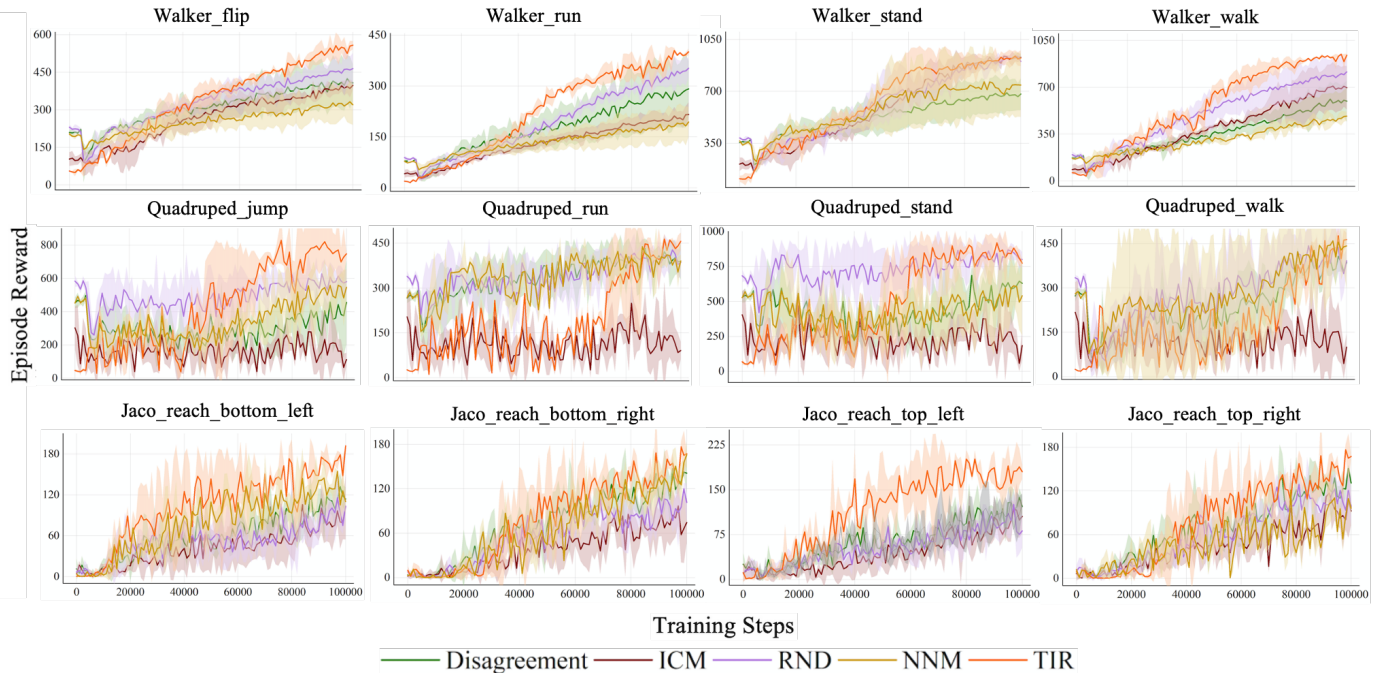 Walker_flip Walker_run Walker_stand Walker_walk
600 450 1050 1050
450 300 700 700
300 150 350 350
150 0 0
0
Quadruped_jump Quadruped_run Quadruped_stand Quadruped_walk
800 450 1000 450
600 300 750 300
400 150 500 150
200 0 250 0
0 0
Episode Reward
Jaco_reach_bottom_left Jaco_reach_bottom_right Jaco_reach_top_left Jaco_reach_top_right
180 180 225 180
120 120 150 120
60 60 75 60
0 0 0 0
0 20000 40000 60000 80000 100000 0 20000 40000 60000 80000 100000 0 20000 40000 60000 80000 100000 0 20000 40000 60000 80000 100000
Training Steps
Disagreement ICM RND NNM TIR